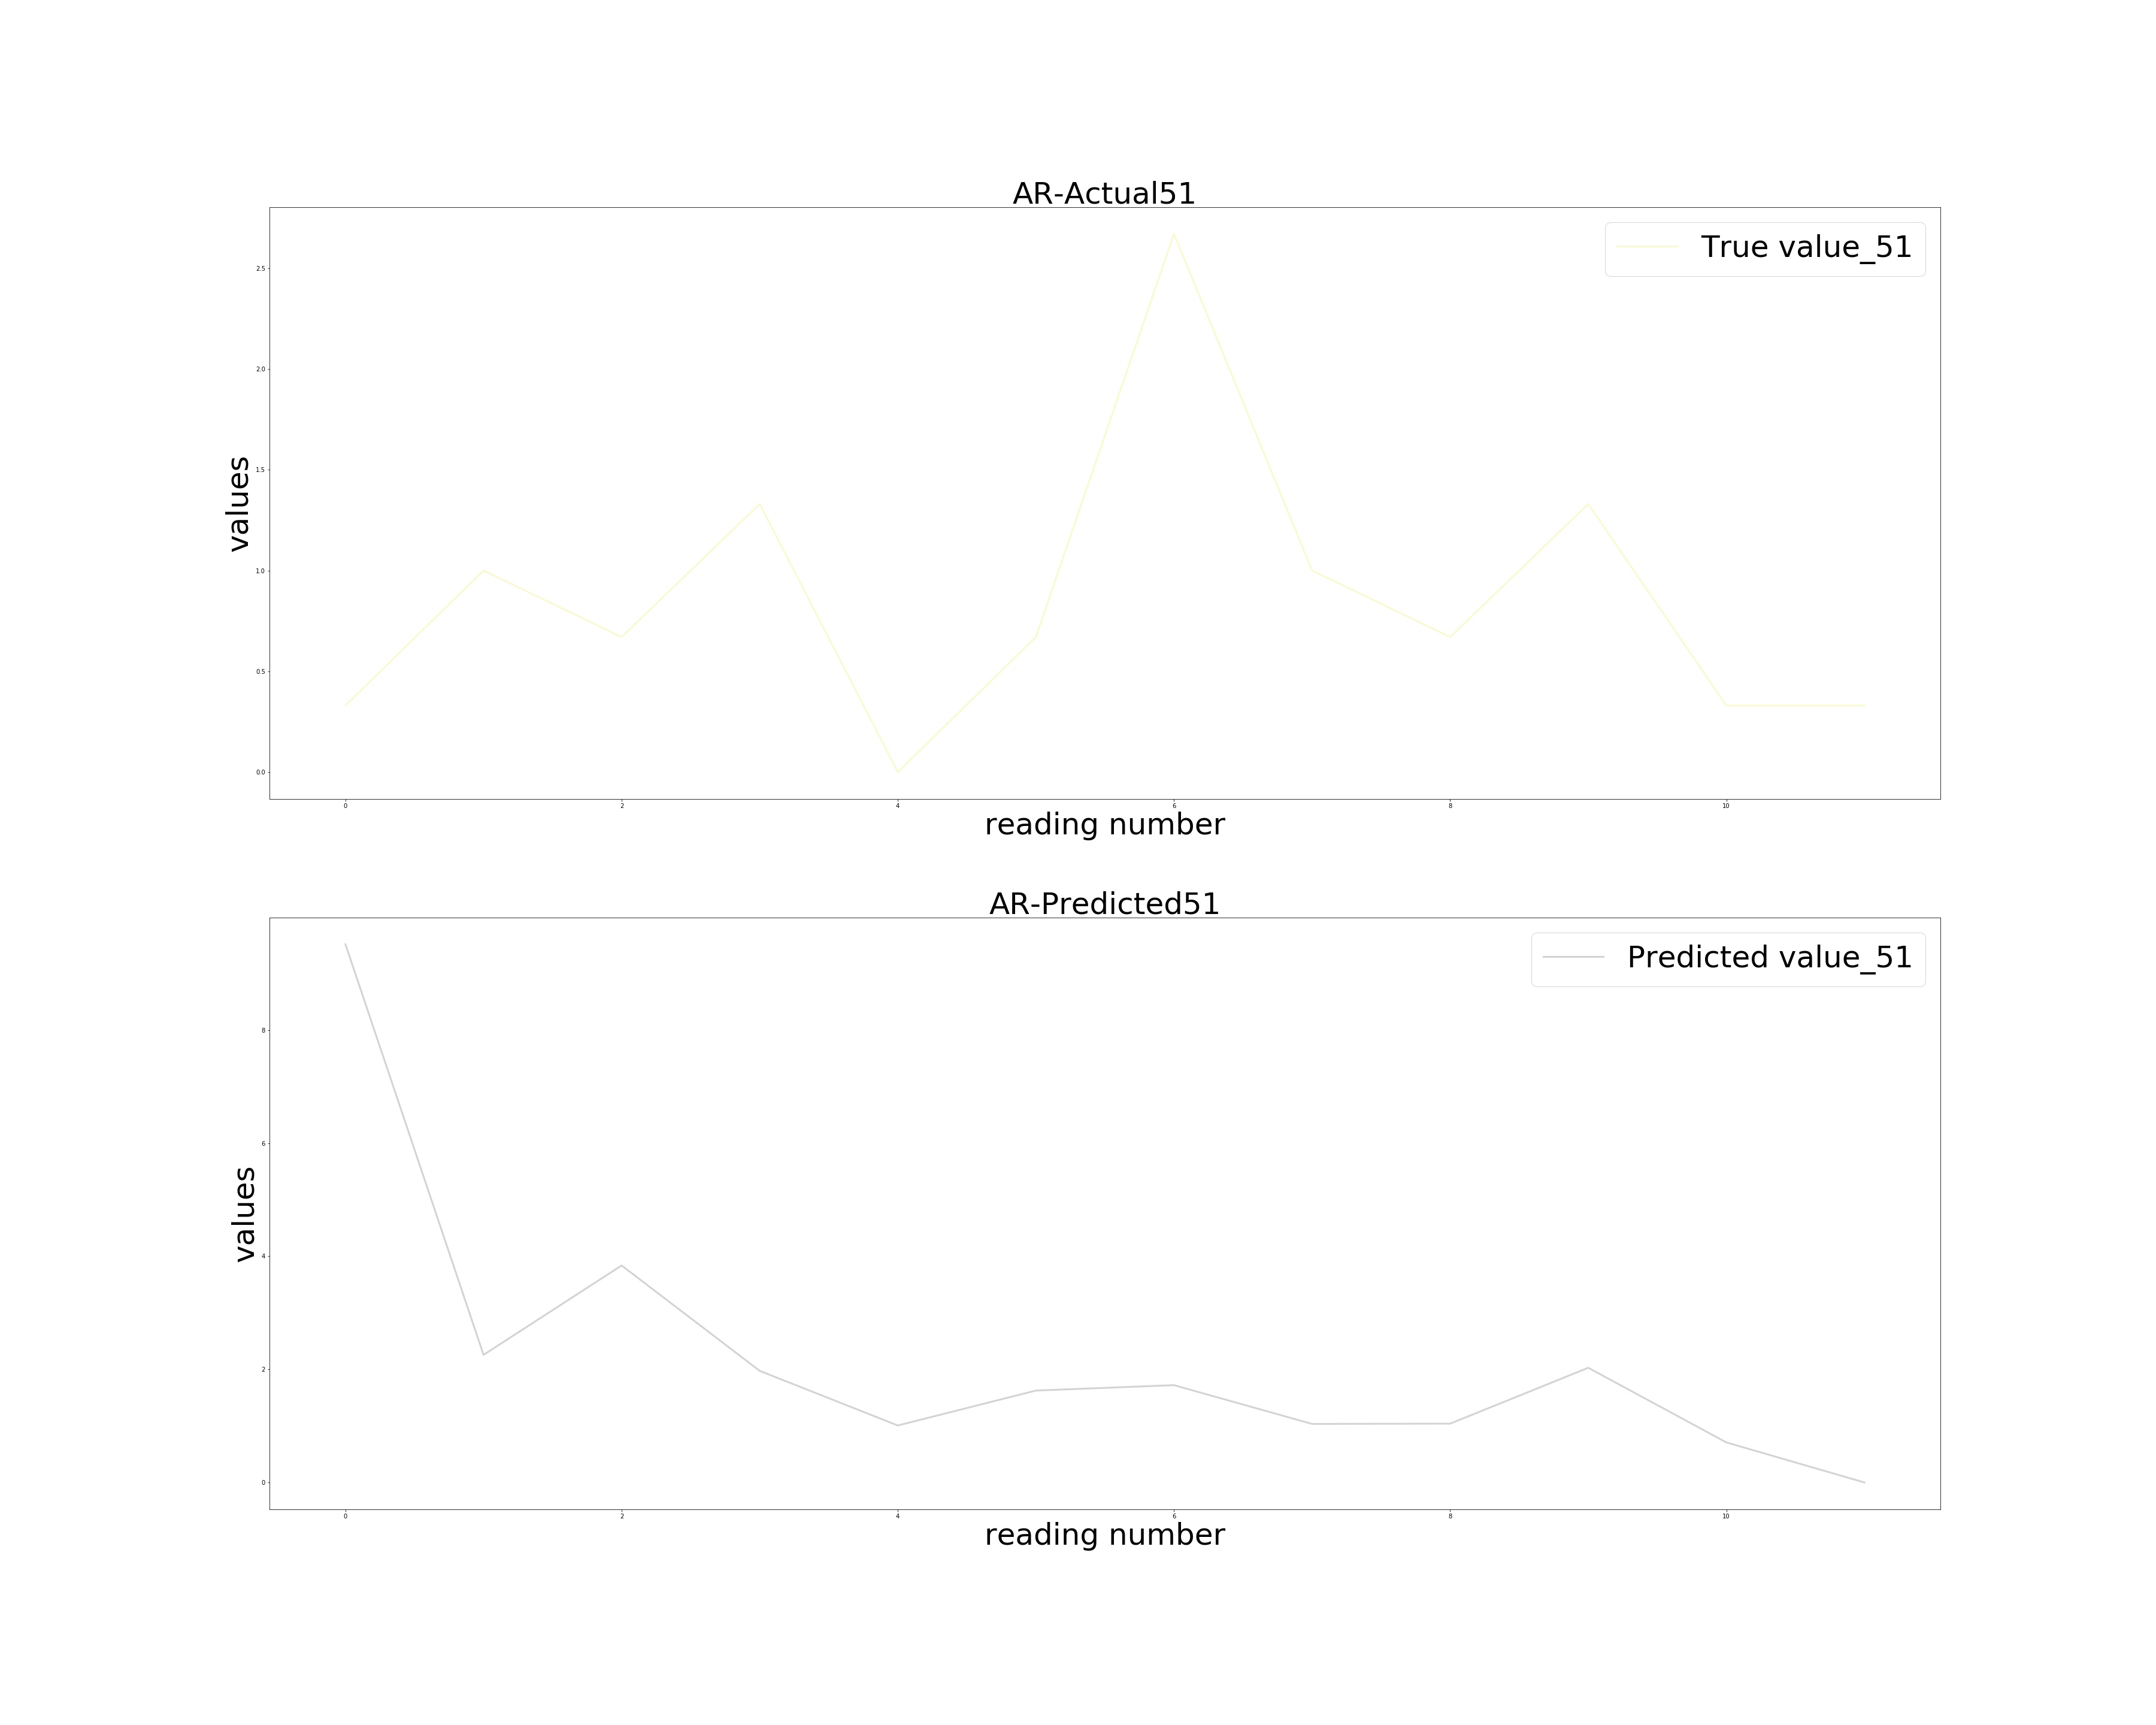 AR-Actual51
True value_51
2.5
2.0
1.5
1.0
0.5
0.0
values
0 2 4 6 8 10
reading number
AR-Predicted51
Predicted value_51
8
6
4
2
0
values
0 2 4 6 8 10
reading number